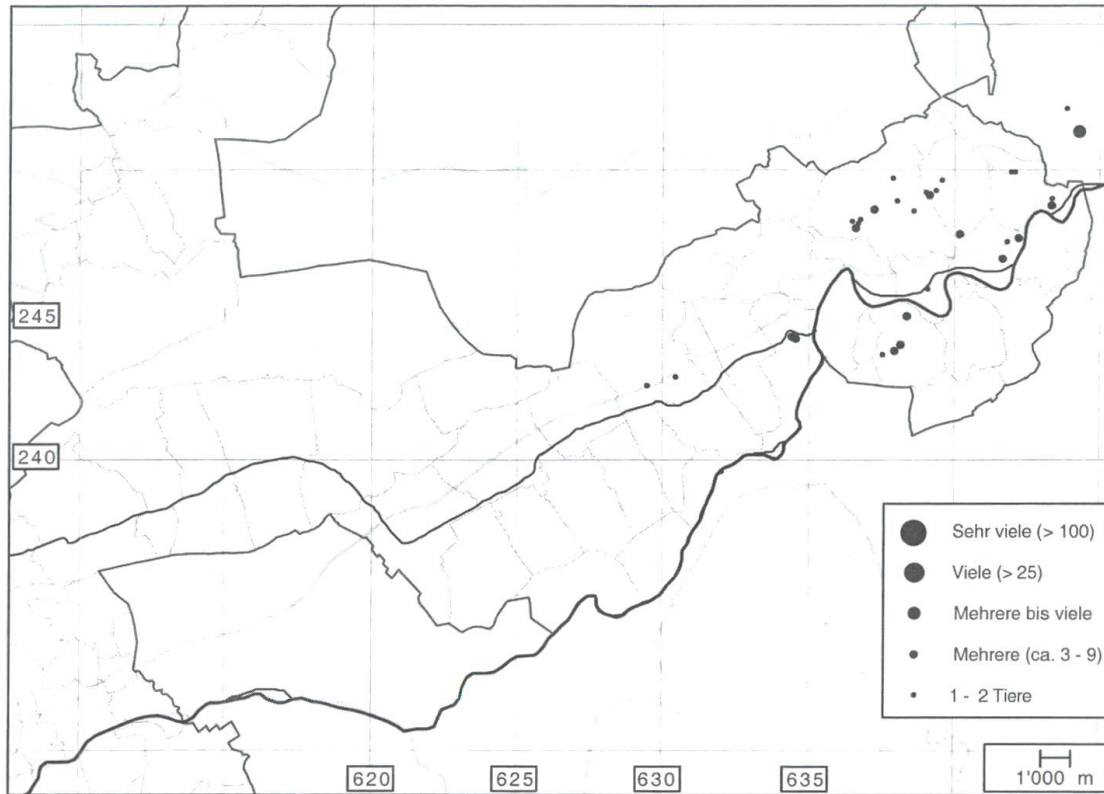 245
240
Sehr viele (> 100)
Viele (> 25)
Mehrere bis viele
Mehrere (ca. 3 - 9)
1 - 2 Tiere
620
625
630
635
1'000 m